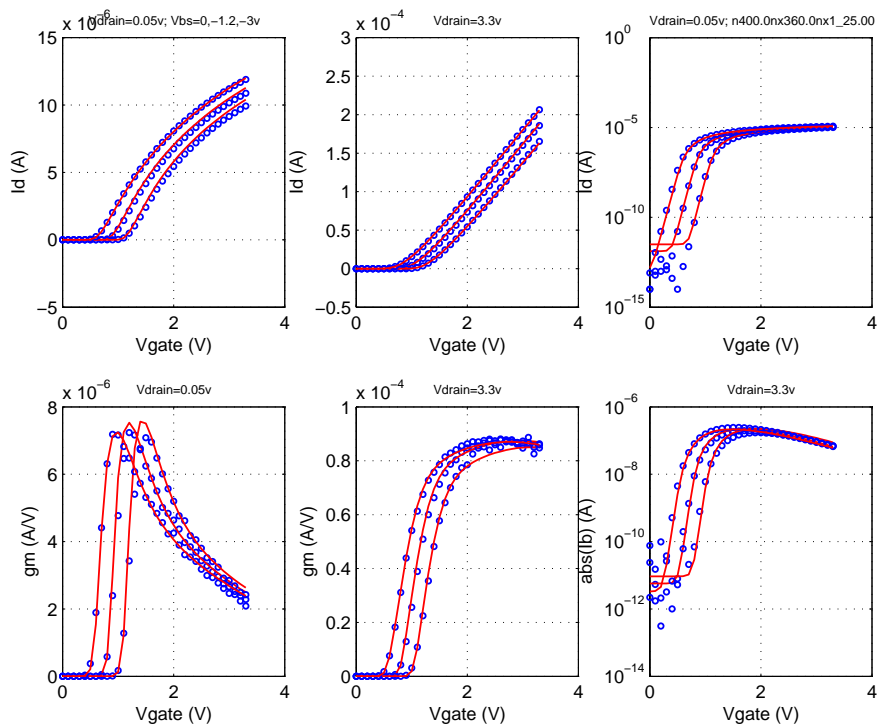 Vdrain=0.05v; Vbs=0,−1.2,−3v
x 10^−6
15
10
5
0
−5
Id (A)
0
2
4
Vgate (V)
Vdrain=3.3v
x 10^−4
3
2.5
2
1.5
1
0.5
0
−0.5
Id (A)
0
2
4
Vgate (V)
Vdrain=0.05v; n400.0nx360.0nx1_25.00
10^0
10^−5
10^−10
10^−15
Id (A)
0
2
4
Vgate (V)
Vdrain=0.05v
x 10^−6
8
6
4
2
0
gm (A/V)
0
2
4
Vgate (V)
Vdrain=3.3v
x 10^−4
1
0.8
0.6
0.4
0.2
0
gm (A/V)
0
2
4
Vgate (V)
Vdrain=3.3v
10^−6
10^−8
10^−10
10^−12
10^−14
abs(Ib) (A)
0
2
4
Vgate (V)